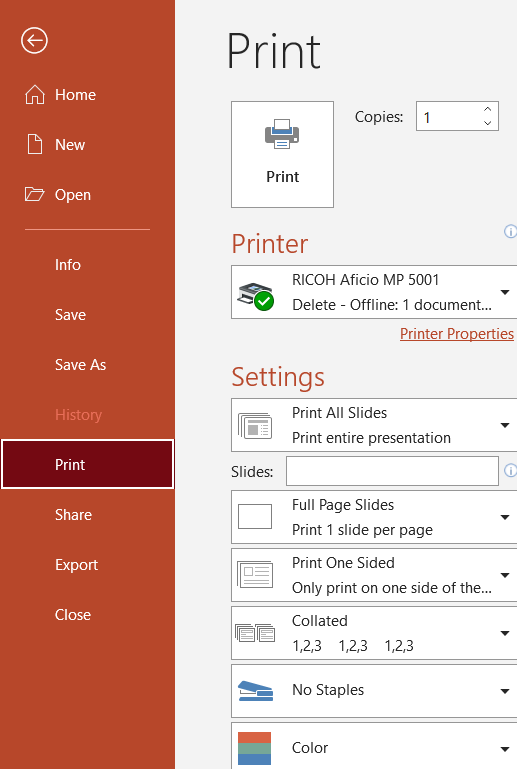 Print
Home
New
Open
Info
Save
Save As
History
Print
Share
Export
Close
Print
Copies:
1
Printer
RICOH Aficio MP 5001
Delete - Offline: 1 document...
Printer Properties
Settings
Print All Slides
Print entire presentation
Slides:
Full Page Slides
Print 1 slide per page
Print One Sided
Only print on one side of the...
Collated
1,2,3 1,2,3 1,2,3
No Staples
Color